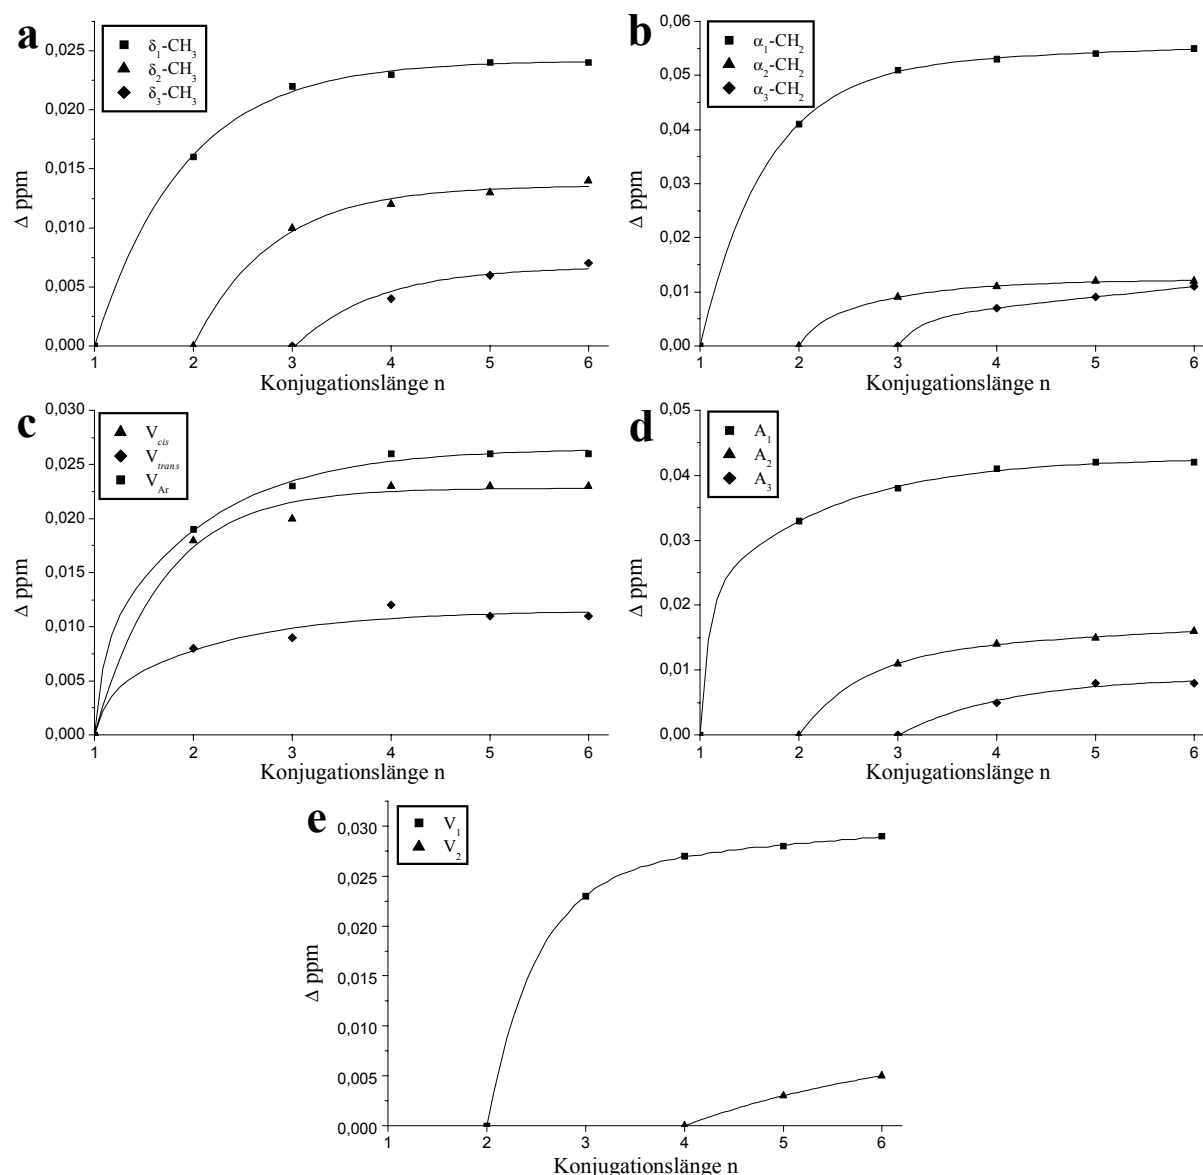 a
δ₁-CH₃
δ₂-CH₃
δ₃-CH₃
0,025
0,020
0,015
0,010
0,005
0,000
Δ ppm
1 2 3 4 5 6
Konjugationslänge n
b
α₁-CH₂
α₂-CH₂
α₃-CH₂
0,06
0,05
0,04
0,03
0,02
0,01
0,00
Δ ppm
1 2 3 4 5 6
Konjugationslänge n
c
V_cis
V_trans
V_Ar
0,030
0,025
0,020
0,015
0,010
0,005
0,000
Δ ppm
1 2 3 4 5 6
Konjugationslänge n
d
A₁
A₂
A₃
0,05
0,04
0,03
0,02
0,01
0,00
Δ ppm
1 2 3 4 5 6
Konjugationslänge n
e
V₁
V₂
0,030
0,025
0,020
0,015
0,010
0,005
0,000
Δ ppm
1 2 3 4 5 6
Konjugationslänge n